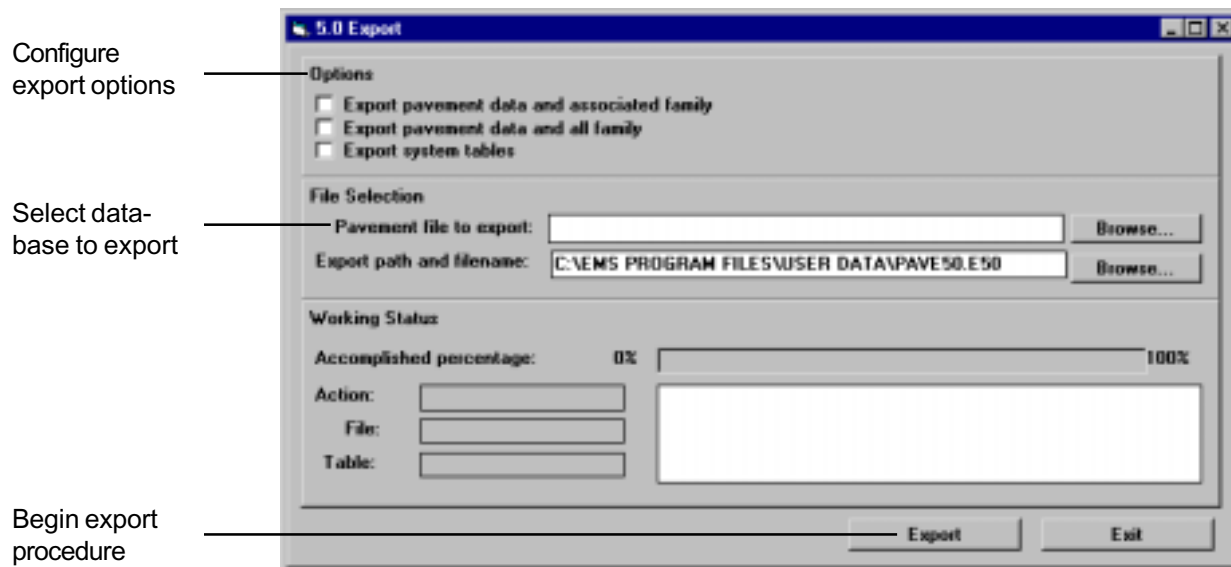 5.0 Export
Configure
export options
Options
Export pavement data and associated family
Export pavement data and all family
Export system tables
File Selection
Select data-
base to export
Pavement file to export:
Browse...
Export path and filename:
C:\EMS PROGRAM FILES\USER DATA\PAVE50.E50
Browse...
Working Status
Accomplished percentage:
0%
100%
Action:
File:
Table:
Begin export
procedure
Export
Exit